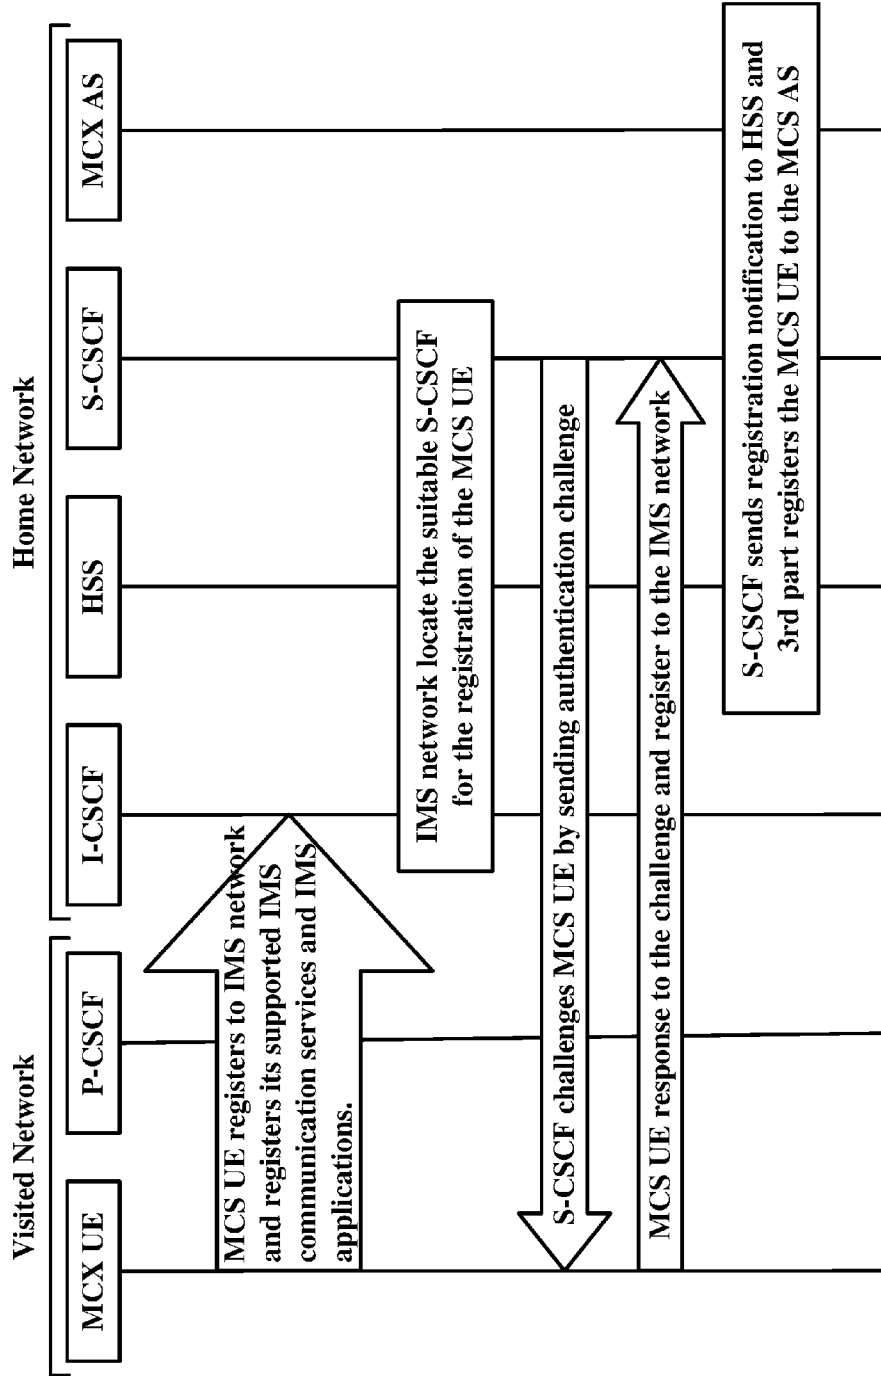 Visited Network
Home Network
MCX UE
P-CSCF
I-CSCF
HSS
S-CSCF
MCX AS
MCS UE registers to IMS network
and registers its supported IMS
communication services and IMS
applications.
IMS network locate the suitable S-CSCF
for the registration of the MCS UE
S-CSCF challenges MCS UE by sending authentication challenge
MCS UE response to the challenge and register to the IMS network
S-CSCF sends registration notification to HSS and
3rd part registers the MCS UE to the MCS AS